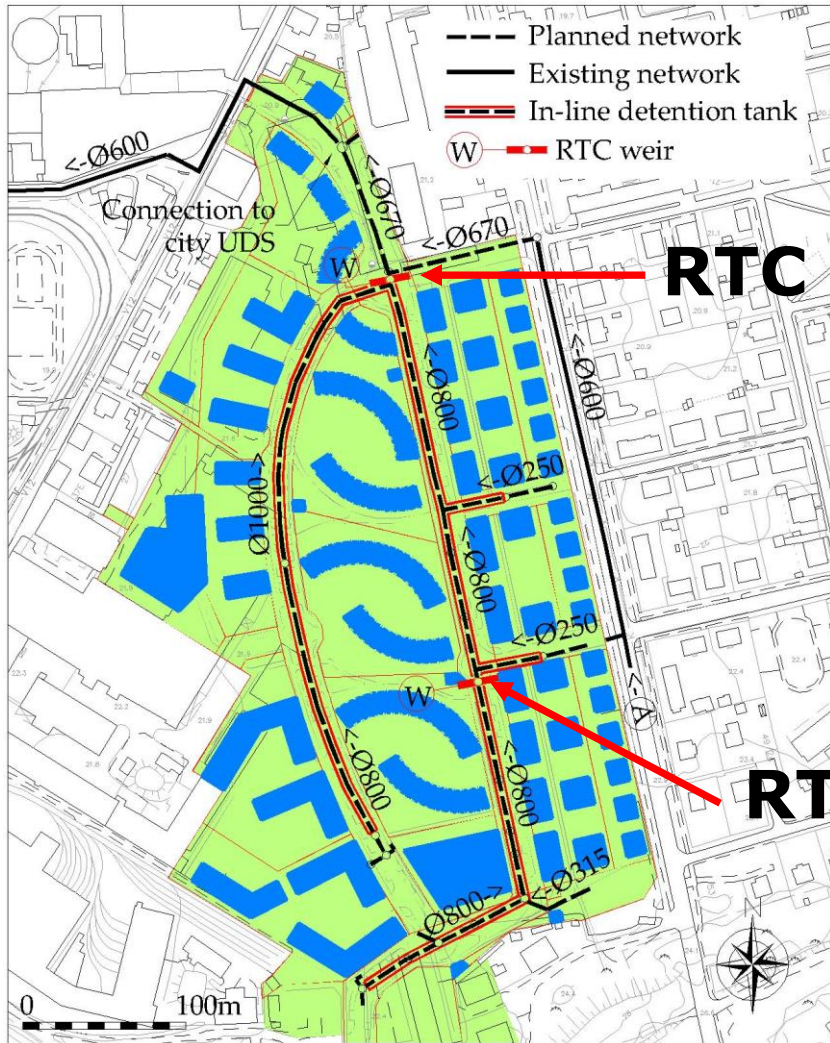 Planned network
Existing network
In-line detention tank
W RTC weir
<-Ø600
Connection to
city UDS
<-Ø670
<-Ø670
W
RTC
<-Ø800
<-Ø600
<-Ø250
Ø1000->
<-Ø800
<-Ø250
W
<-A
<-Ø800
<-Ø800
RT
<-Ø315
Ø800->
N
0 100m